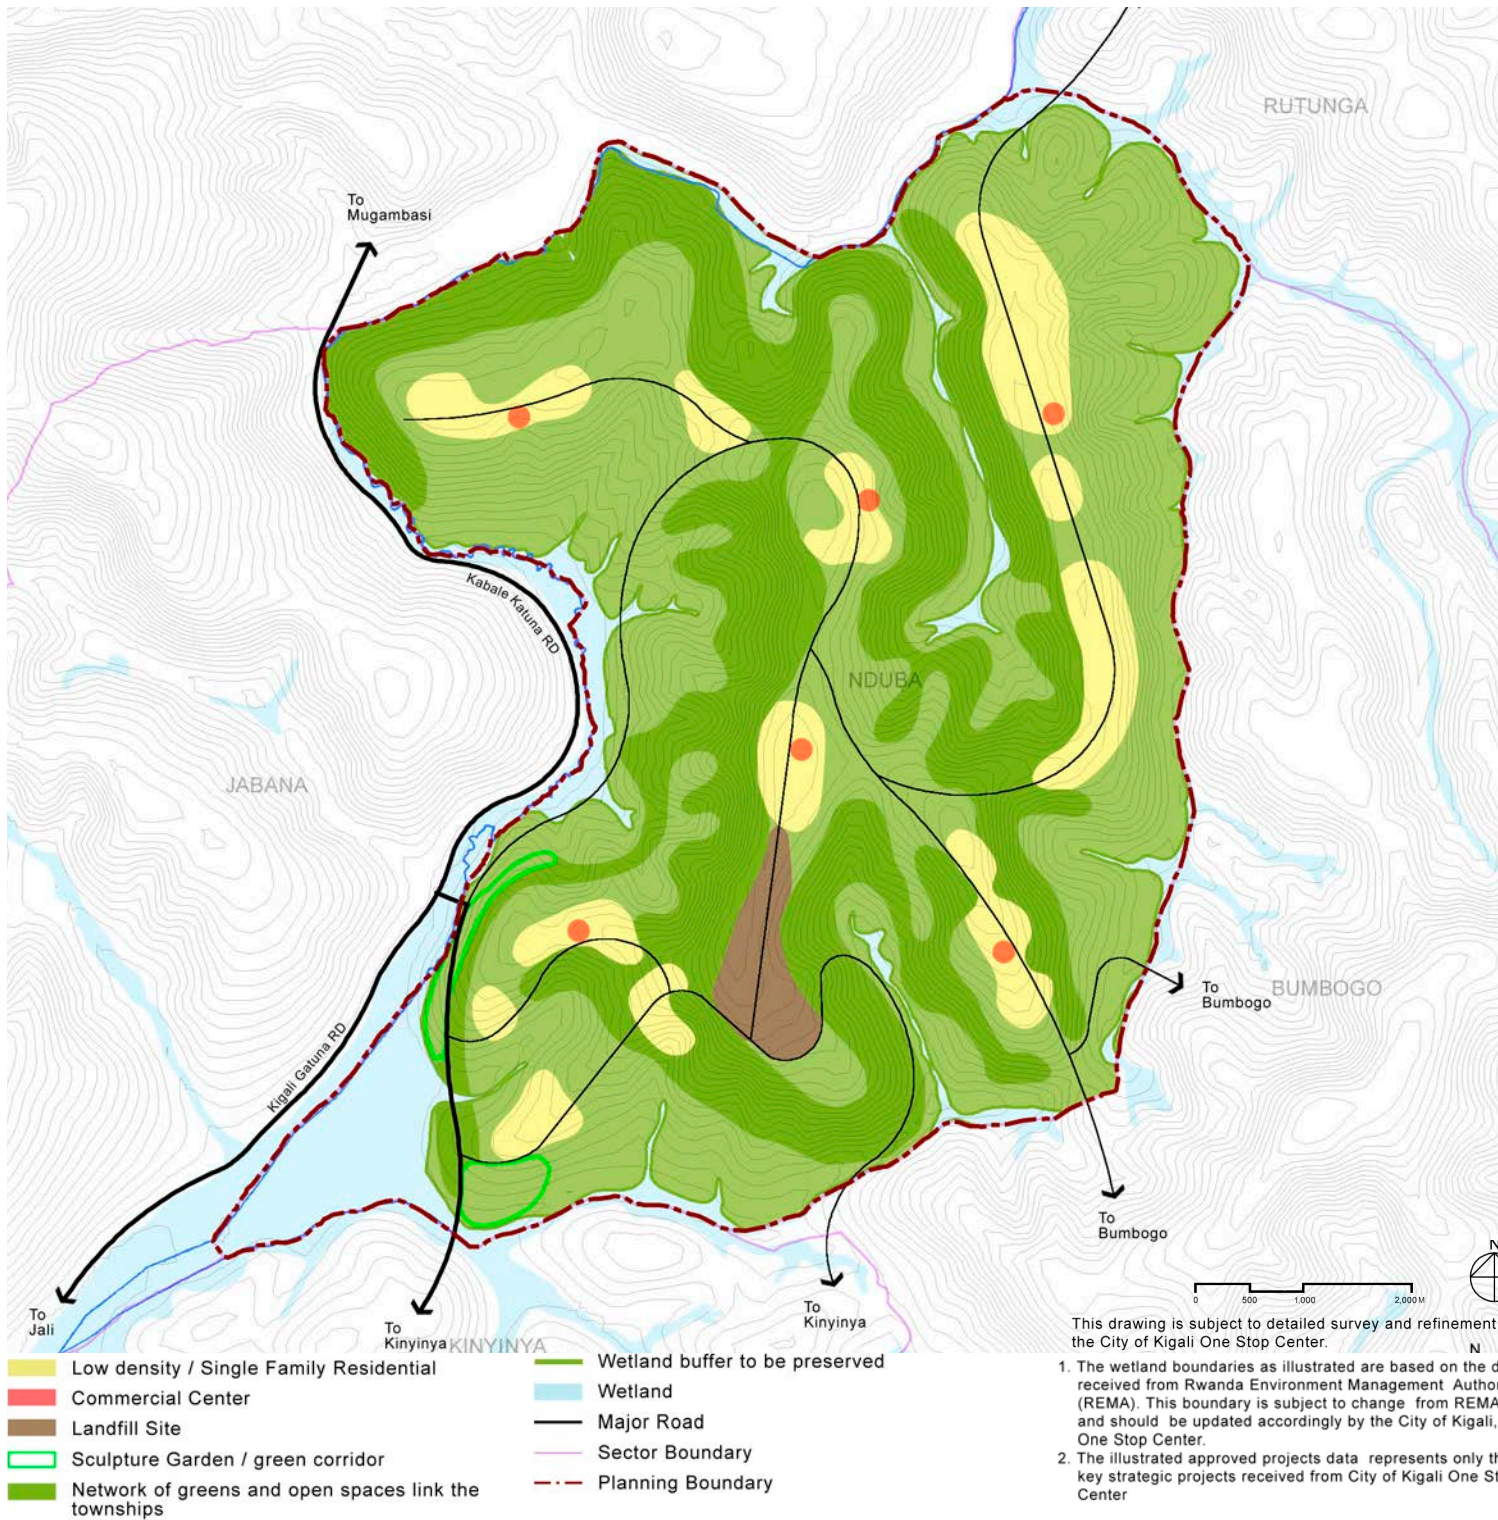 RUTUNGA
To
Mugambasi
Kabale Katuna RD
NDUBA
JABANA
To
Bumbogo
BUMBOGO
Kigali Gatuna RD
To
Bumbogo
N
0 500 1,000 2,000M
To
Jali
To
Kinyinya
KINYINYA
To
Kinyinya
This drawing is subject to detailed survey and refinement
the City of Kigali One Stop Center.
N
Low density / Single Family Residential
Commercial Center
Landfill Site
Sculpture Garden / green corridor
Network of greens and open spaces link the
townships
Wetland buffer to be preserved
Wetland
Major Road
Sector Boundary
Planning Boundary
1. The wetland boundaries as illustrated are based on the d
received from Rwanda Environment Management Author
(REMA). This boundary is subject to change from REMA
and should be updated accordingly by the City of Kigali,
One Stop Center.
2. The illustrated approved projects data represents only th
key strategic projects received from City of Kigali One St
Center